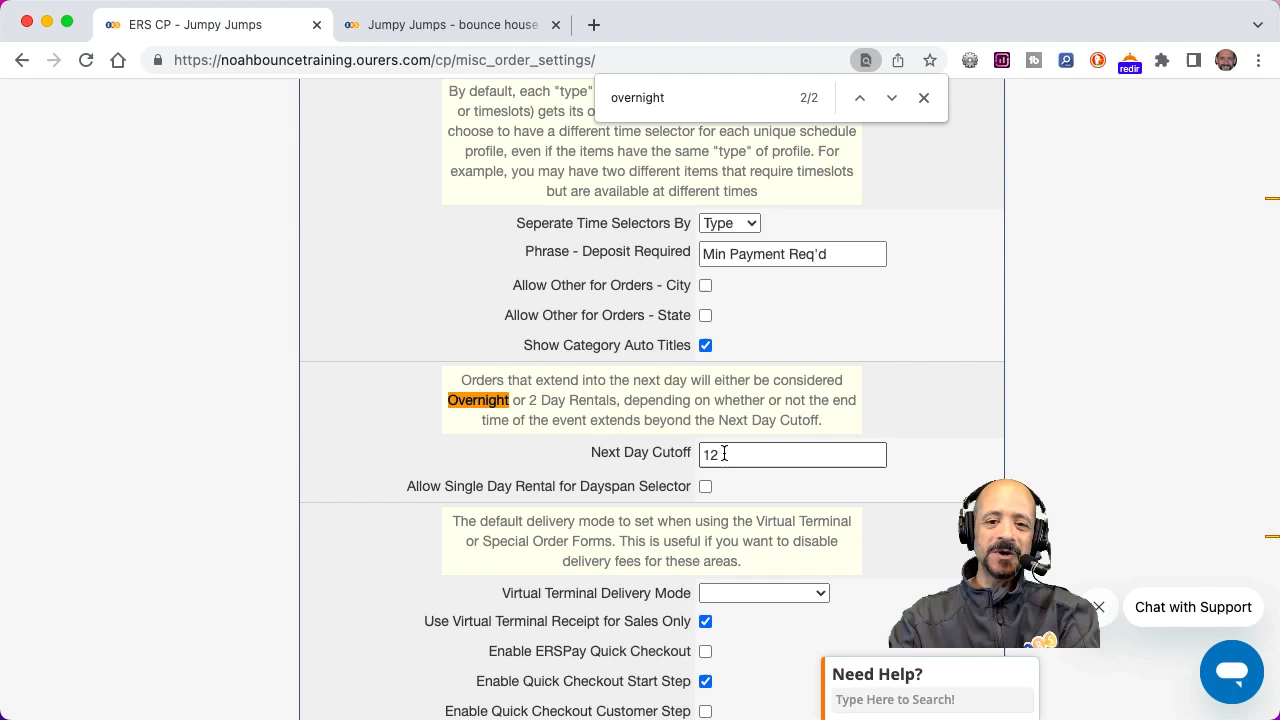 ERS CP - Jumpy Jumps
Jumpy Jumps - bounce house
https://noahbouncetraining.ourers.com/cp/misc_order_settings/
redir
overnight
2/2
By default, each "type"
or timeslots) gets its o
choose to have a different time selector for each unique schedule
profile, even if the items have the same "type" of profile. For
example, you may have two different items that require timeslots
but are available at different times
Seperate Time Selectors By
Type
Phrase - Deposit Required
Min Payment Req'd
Allow Other for Orders - City
Allow Other for Orders - State
Show Category Auto Titles
Orders that extend into the next day will either be considered
Overnight or 2 Day Rentals, depending on whether or not the end
time of the event extends beyond the Next Day Cutoff.
Next Day Cutoff
12
Allow Single Day Rental for Dayspan Selector
The default delivery mode to set when using the Virtual Terminal
or Special Order Forms. This is useful if you want to disable
delivery fees for these areas.
Virtual Terminal Delivery Mode
Use Virtual Terminal Receipt for Sales Only
Enable ERSPay Quick Checkout
Enable Quick Checkout Start Step
Enable Quick Checkout Customer Step
Chat with Support
Need Help?
Type Here to Search!